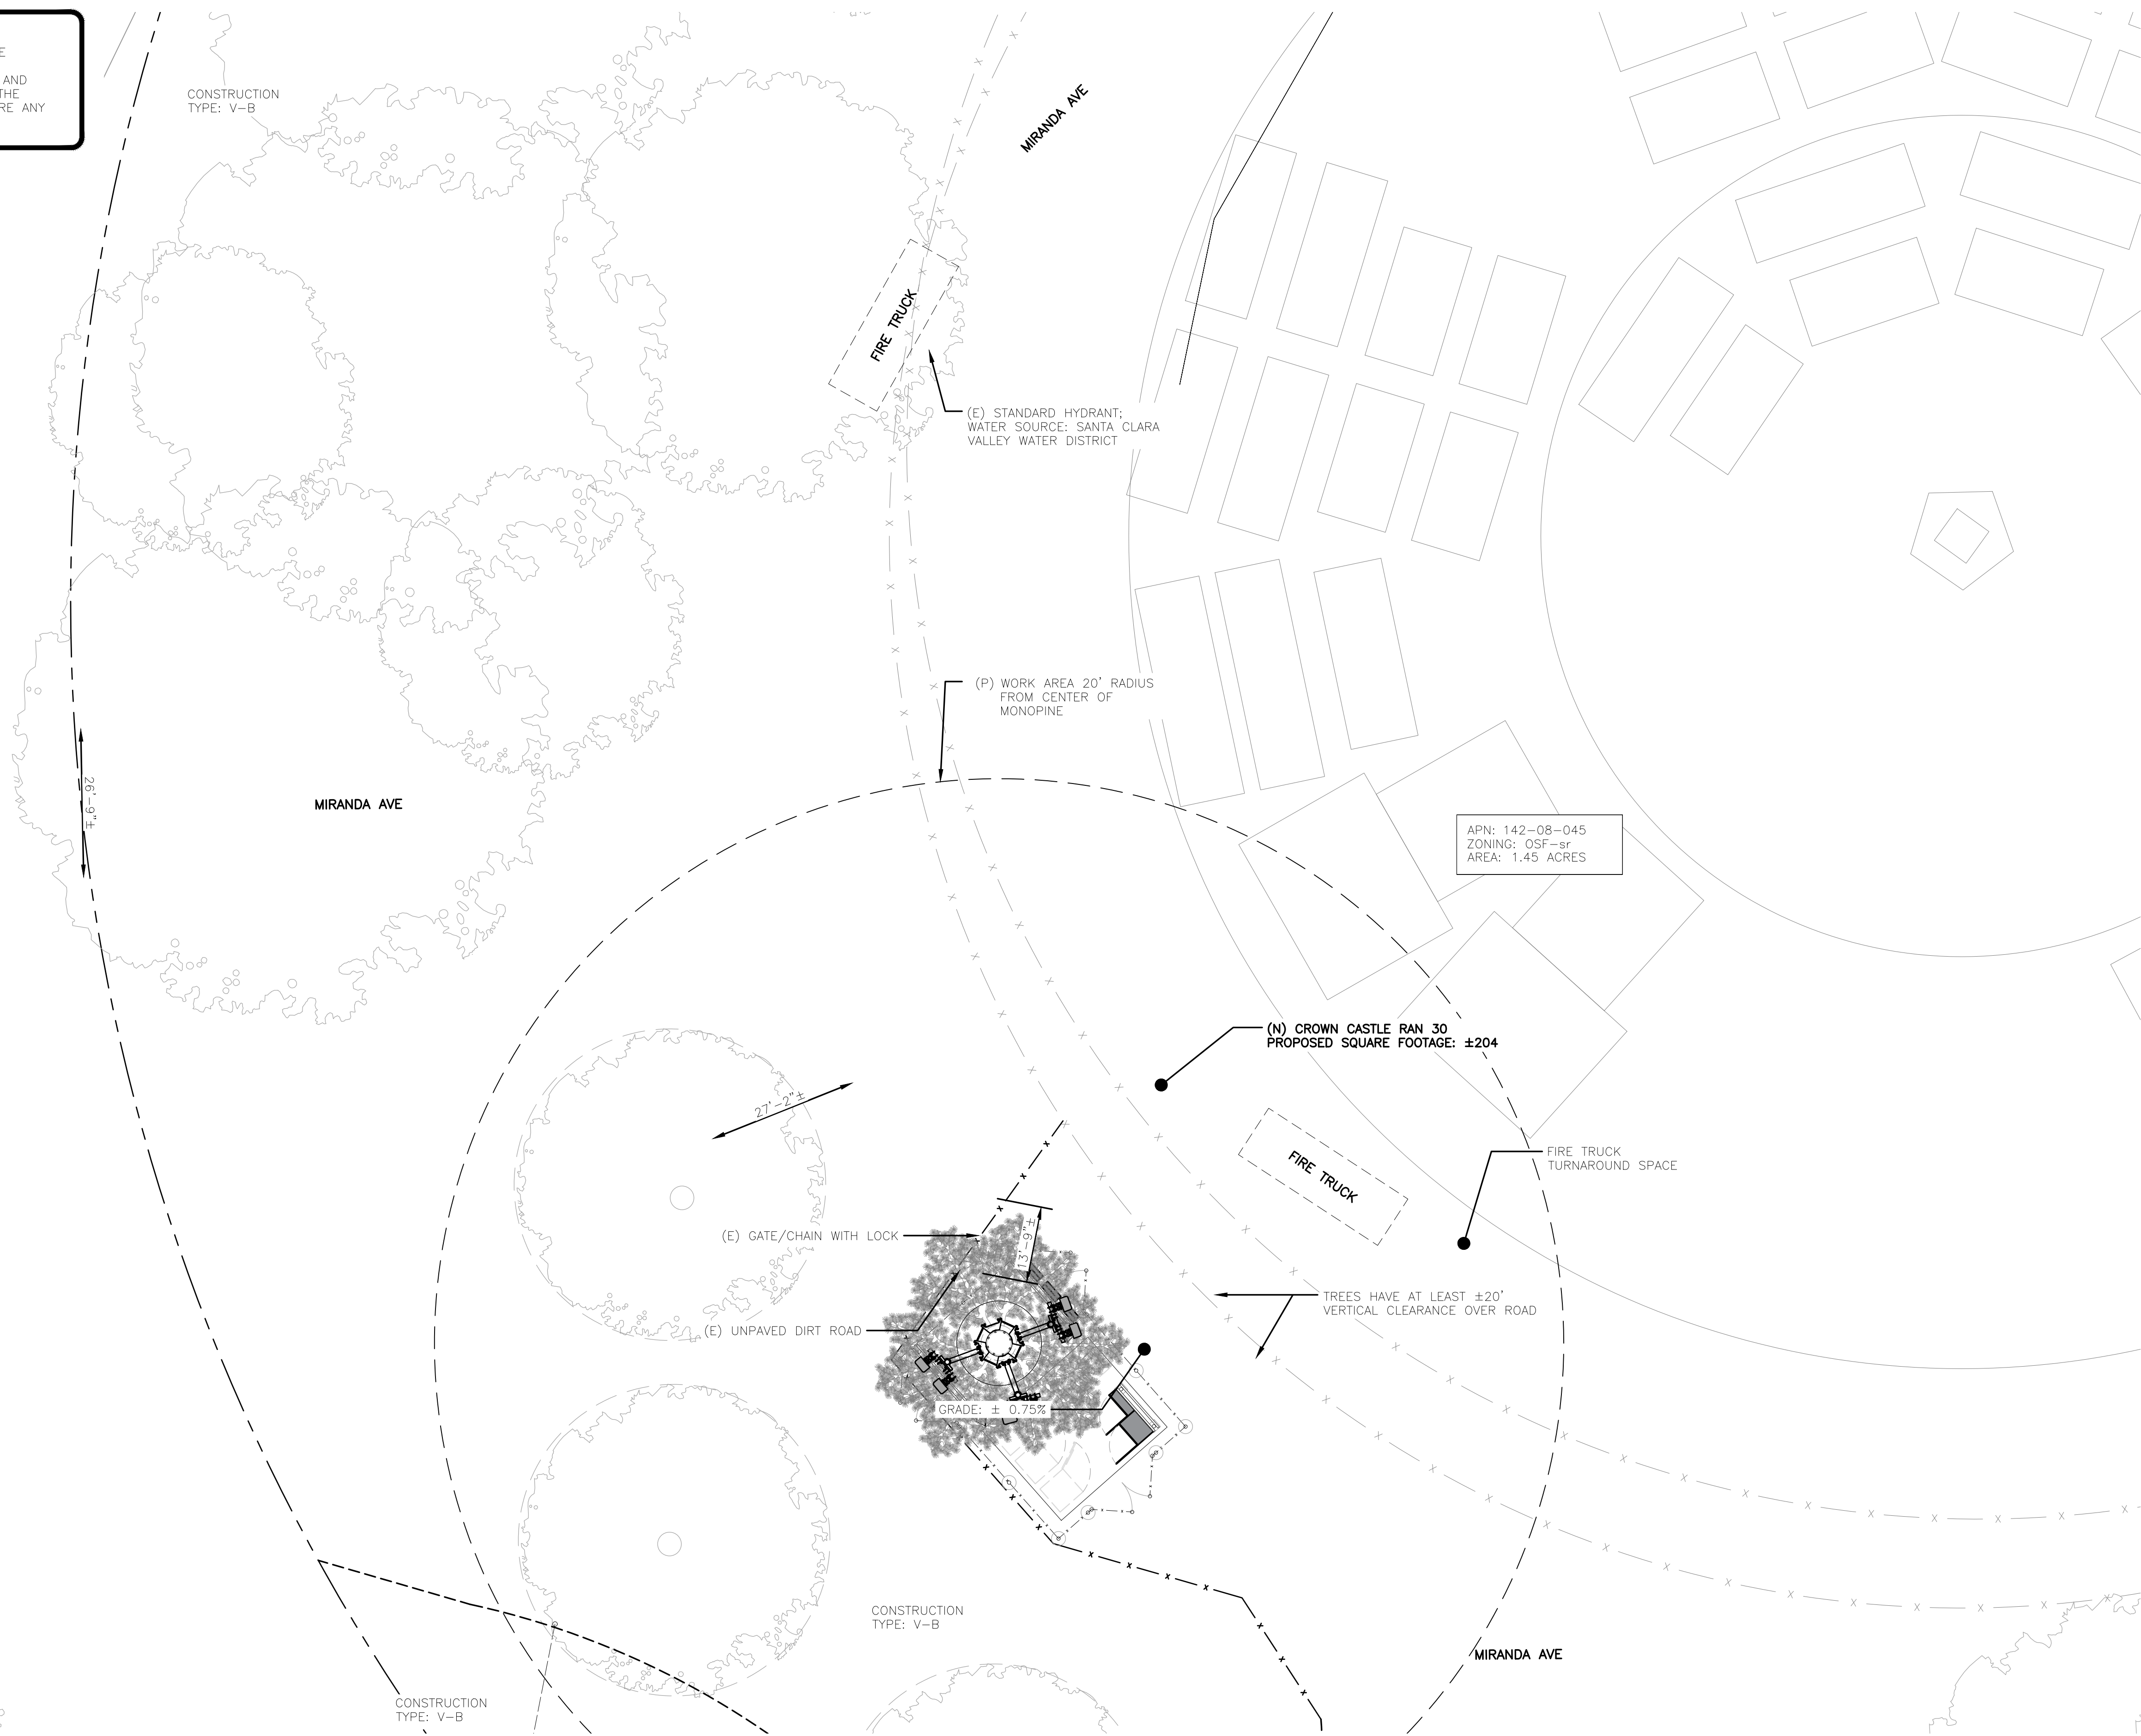 E
AND
THE
RE ANY
CONSTRUCTION
TYPE: V-B
MIRANDA AVE
FIRE TRUCK
(E) STANDARD HYDRANT;
WATER SOURCE: SANTA CLARA
VALLEY WATER DISTRICT
(P) WORK AREA 20' RADIUS
FROM CENTER OF
MONOPINE
26'-9"±
MIRANDA AVE
APN: 142-08-045
ZONING: OSF-sr
AREA: 1.45 ACRES
(N) CROWN CASTLE RAN 30
PROPOSED SQUARE FOOTAGE: ±204
27'-2"±
FIRE TRUCK
FIRE TRUCK
TURNAROUND SPACE
(E) GATE/CHAIN WITH LOCK
13'-9"±
TREES HAVE AT LEAST ±20'
VERTICAL CLEARANCE OVER ROAD
(E) UNPAVED DIRT ROAD
GRADE: ± 0.75%
CONSTRUCTION
TYPE: V-B
MIRANDA AVE
CONSTRUCTION
TYPE: V-B